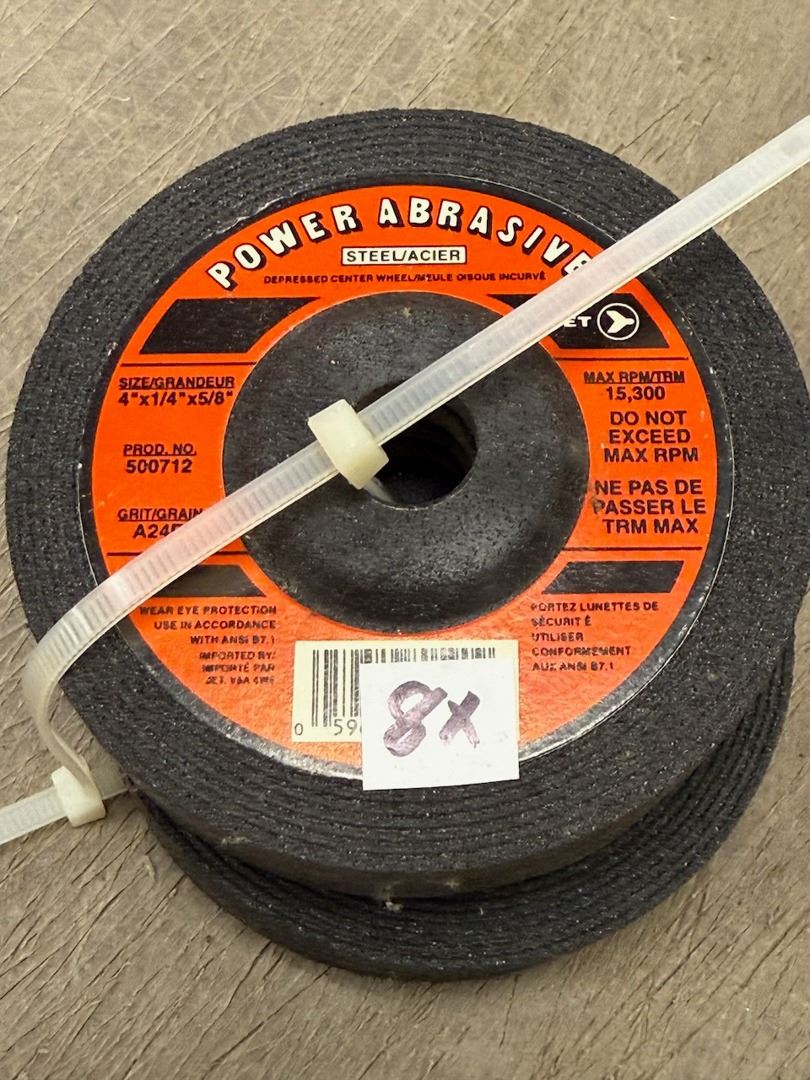 POWER ABRASIVE
STEEL/ACIER
DEPRESSED CENTER WHEEL/MEULE DISQUE INCURVÉ
SIZE/GRANDEUR
4"x1/4"x5/8"
PROD. NO.
500712
GRIT/GRAIN
MAX RPM/TRM
15,300
DO NOT
EXCEED
MAX RPM
NE PAS DE
PASSER LE
TRM MAX
WEAR EYE PROTECTION
USE IN ACCORDANCE
WITH ANSI B7.1
IMPORTED BY/
IMPORTÉ PAR
JET,
PORTEZ LUNETTES DE
SÉCURITÉ
UTILISER
CONFORMEMENT
AUX ANSI B7.1
0 59
8x